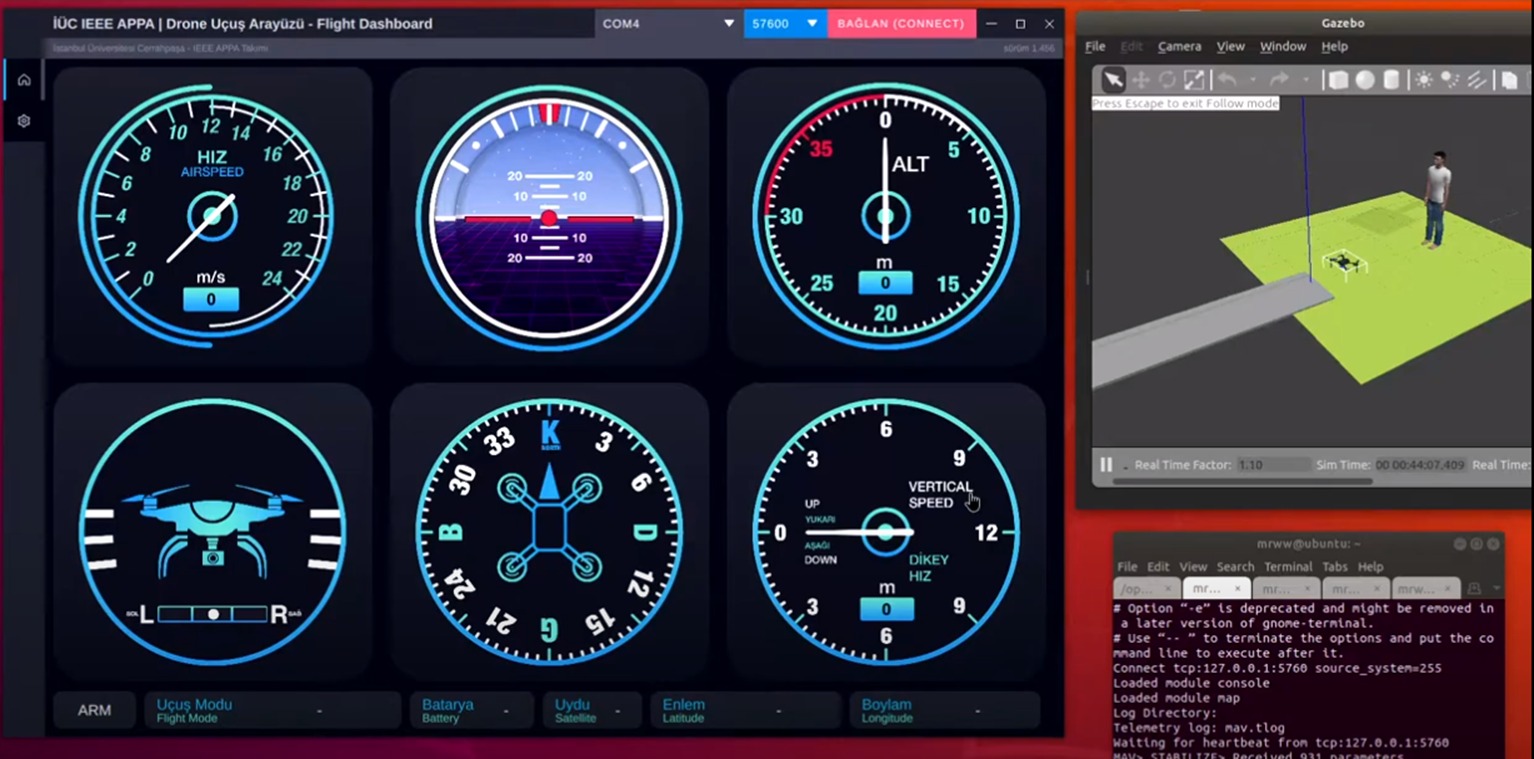 İÜC IEEE APPA | Drone Uçuş Arayüzü - Flight Dashboard
COM4
57600
BAĞLAN (CONNECT)
İstanbul Üniversitesi Cerrahpaşa - IEEE APPA Takımı
sürüm 1.456
0 2 4 6 8 10 12 14 16 18 20 22 24
HIZ
AIRSPEED
m/s
0
20 20
10 10
10 10
20 20
0 5 10 15 20 25 30 35
ALT
m
0
SOL L R SAĞ
K 3 6 D 12 15 G 21 24 B 30 33
0 3 6 9 12 9 6 3
VERTICAL
SPEED
UP
YUKARI
AŞAĞI
DOWN
DİKEY
HIZ
m
0
ARM
Uçuş Modu
Flight Mode
-
Batarya
Battery
-
Uydu
Satellite
-
Enlem
Latitude
-
Boylam
Longitude
-
Gazebo
File Edit Camera View Window Help
Press Escape to exit Follow mode
Real Time Factor: 1.10 Sim Time: 00 00:44:07.409 Real Time:
mrww@ubuntu: ~
File Edit View Search Terminal Tabs Help
/op... × mr... × mr... × mr... × mrw... ×
# Option “-e” is deprecated and might be removed in
a later version of gnome-terminal.
# Use “-- ” to terminate the options and put the co
mmand line to execute after it.
Connect tcp:127.0.0.1:5760 source_system=255
Loaded module console
Loaded module map
Log Directory:
Telemetry log: mav.tlog
Waiting for heartbeat from tcp:127.0.0.1:5760
MAV> STABILIZE> Received 931 parameters